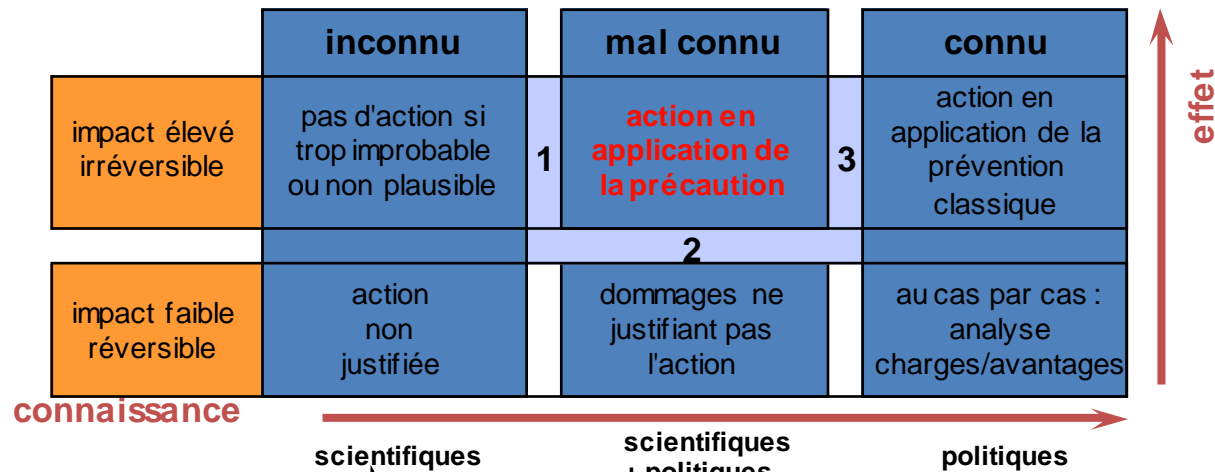 inconnu
mal connu
connu
effet
impact élevé
irréversible
pas d'action si
trop improbable
ou non plausible
1
action en
application de
la précaution
3
action en
application de la
prévention
classique
2
impact faible
réversible
action
non
justifiée
dommages ne
justifiant pas
l'action
au cas par cas :
analyse
charges/avantages
connaissance
scientifiques
scientifiques
+ politiques
politiques